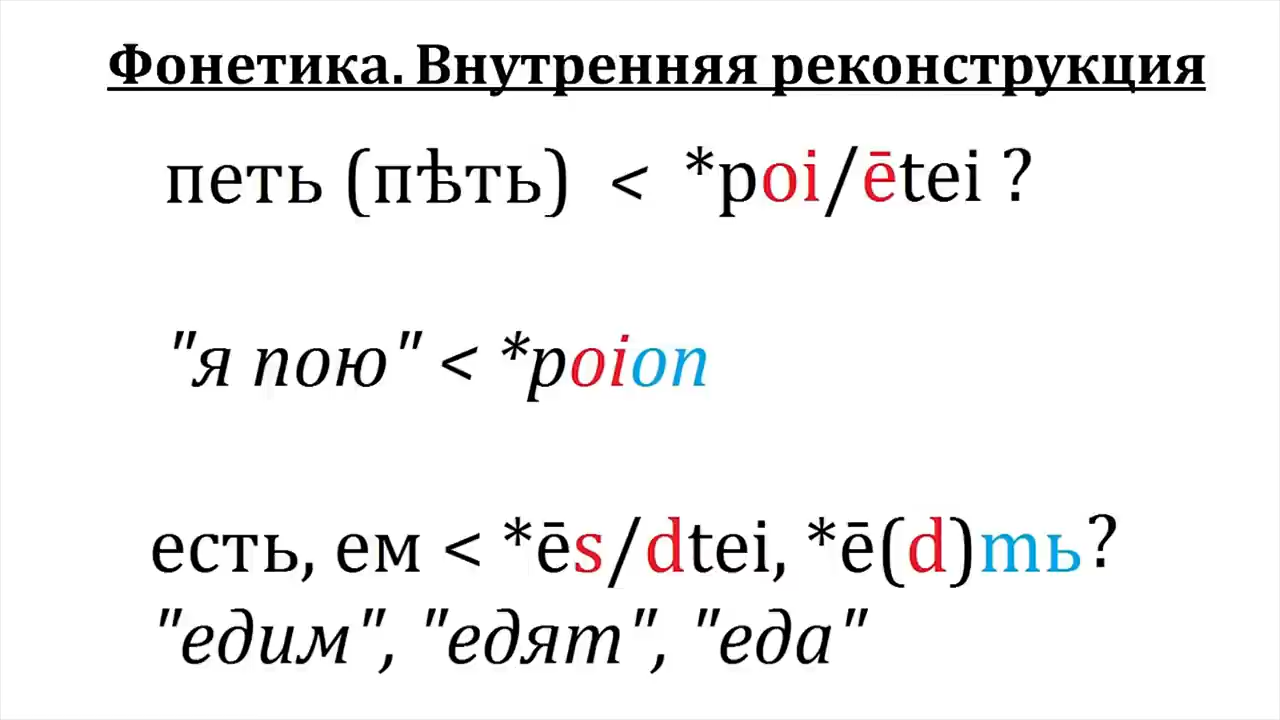 Фонетика. Внутренняя реконструкция
петь (пѣть) < *poi/ētei ?
"я пою" < *poion
есть, ем < *ēs/dtei, *ē(d)mь?
"едим", "едят", "еда"